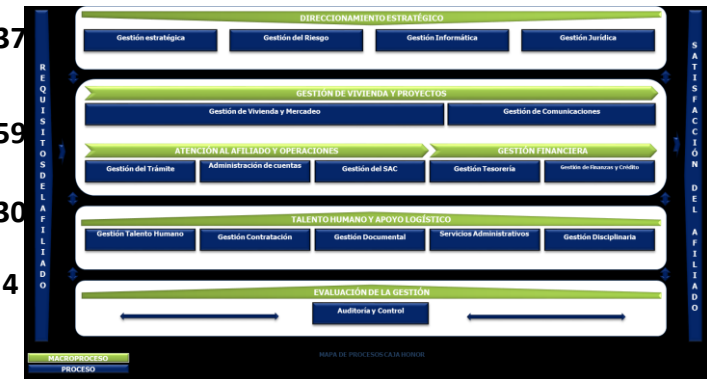 DIRECCIONAMIENTO ESTRATÉGICO
37
Gestión estratégica
Gestión del Riesgo
Gestión Informática
Gestión Jurídica
REQUISITOS DEL AFILIADO
SATISFACCIÓN DEL AFILIADO
GESTIÓN DE VIVIENDA Y PROYECTOS
Gestión de Vivienda y Mercadeo
Gestión de Comunicaciones
59
ATENCIÓN AL AFILIADO Y OPERACIONES
GESTIÓN FINANCIERA
Gestión del Trámite
Administración de cuentas
Gestión del SAC
Gestión Tesorería
Gestión de Finanzas y Crédito
30
TALENTO HUMANO Y APOYO LOGÍSTICO
Gestión Talento Humano
Gestión Contratación
Gestión Documental
Servicios Administrativos
Gestión Disciplinaria
4
EVALUACIÓN DE LA GESTIÓN
Auditoría y Control
MAPA DE PROCESOS CAJA HONOR
MACROPROCESO
PROCESO